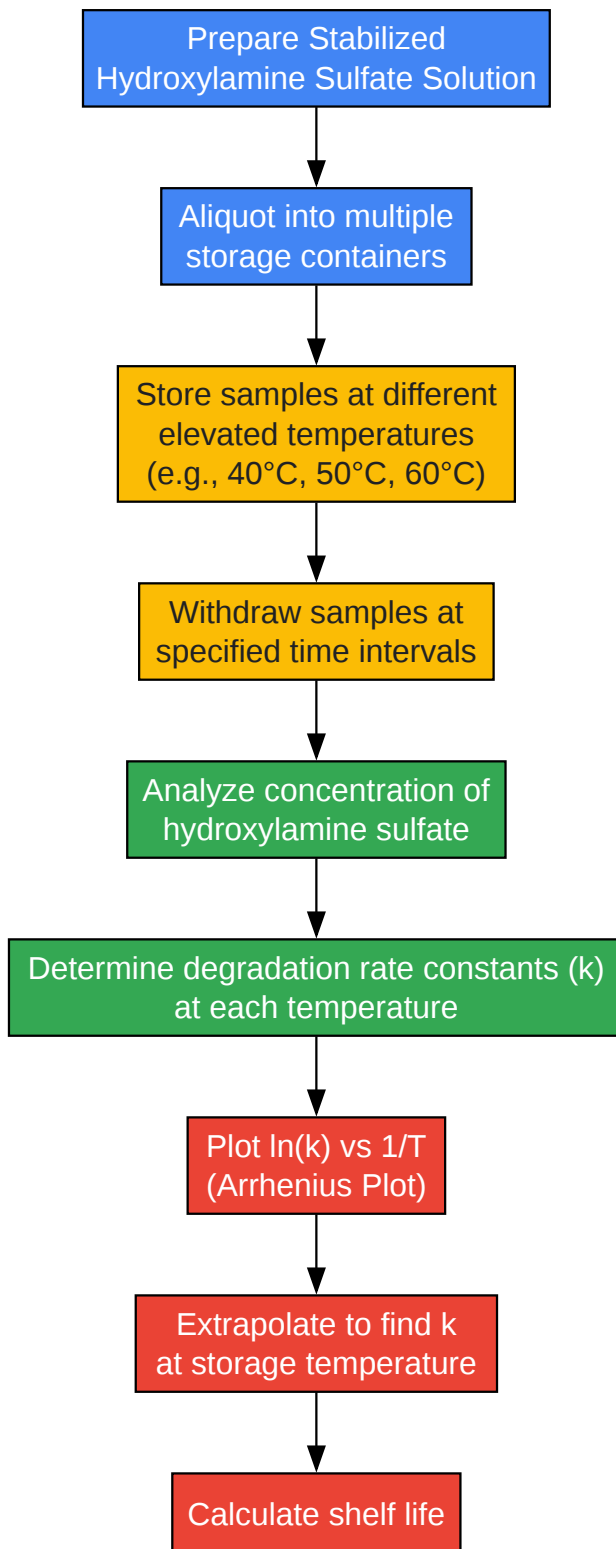 Prepare Stabilized
Hydroxylamine Sulfate Solution
Aliquot into multiple
storage containers
Store samples at different
elevated temperatures
(e.g., 40°C, 50°C, 60°C)
Withdraw samples at
specified time intervals
Analyze concentration of
hydroxylamine sulfate
Determine degradation rate constants (k)
at each temperature
Plot ln(k) vs 1/T
(Arrhenius Plot)
Extrapolate to find k
at storage temperature
Calculate shelf life